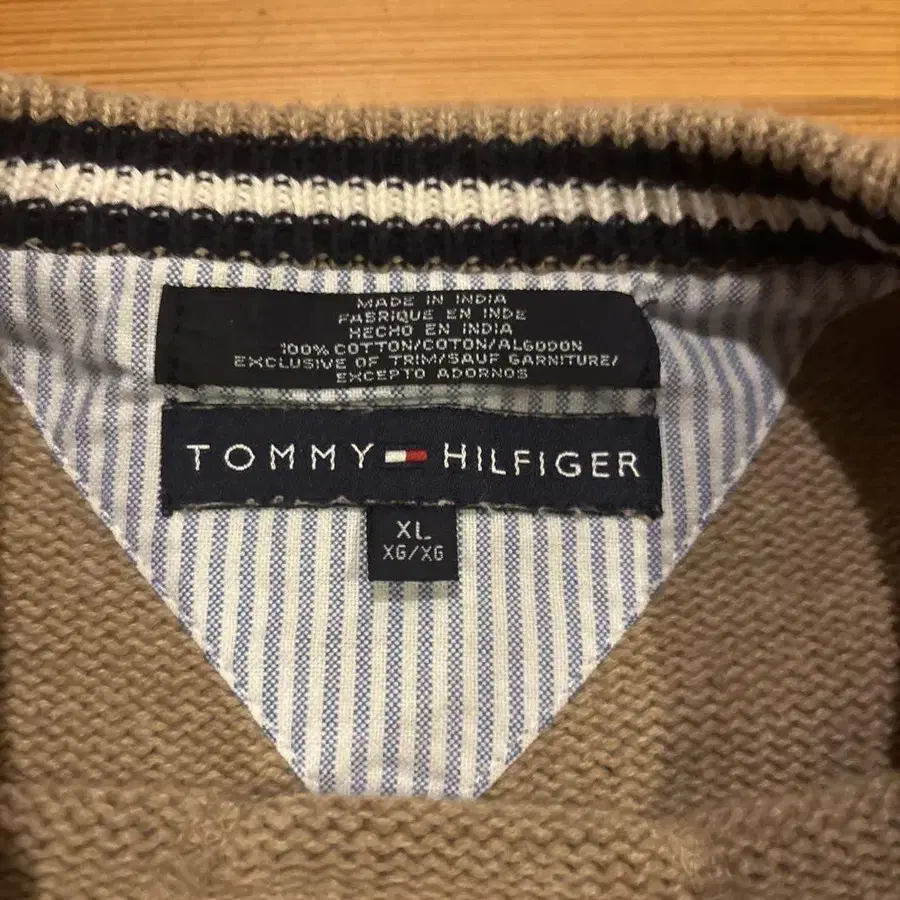 MADE IN INDIA
FABRIQUE EN INDE
HECHO EN INDIA
100% COTTON/COTON/ALGODON
EXCLUSIVE OF TRIM/SAUF GARNITURE/
EXCEPTO ADORNOS
TOMMY HILFIGER
XL
XG/XG